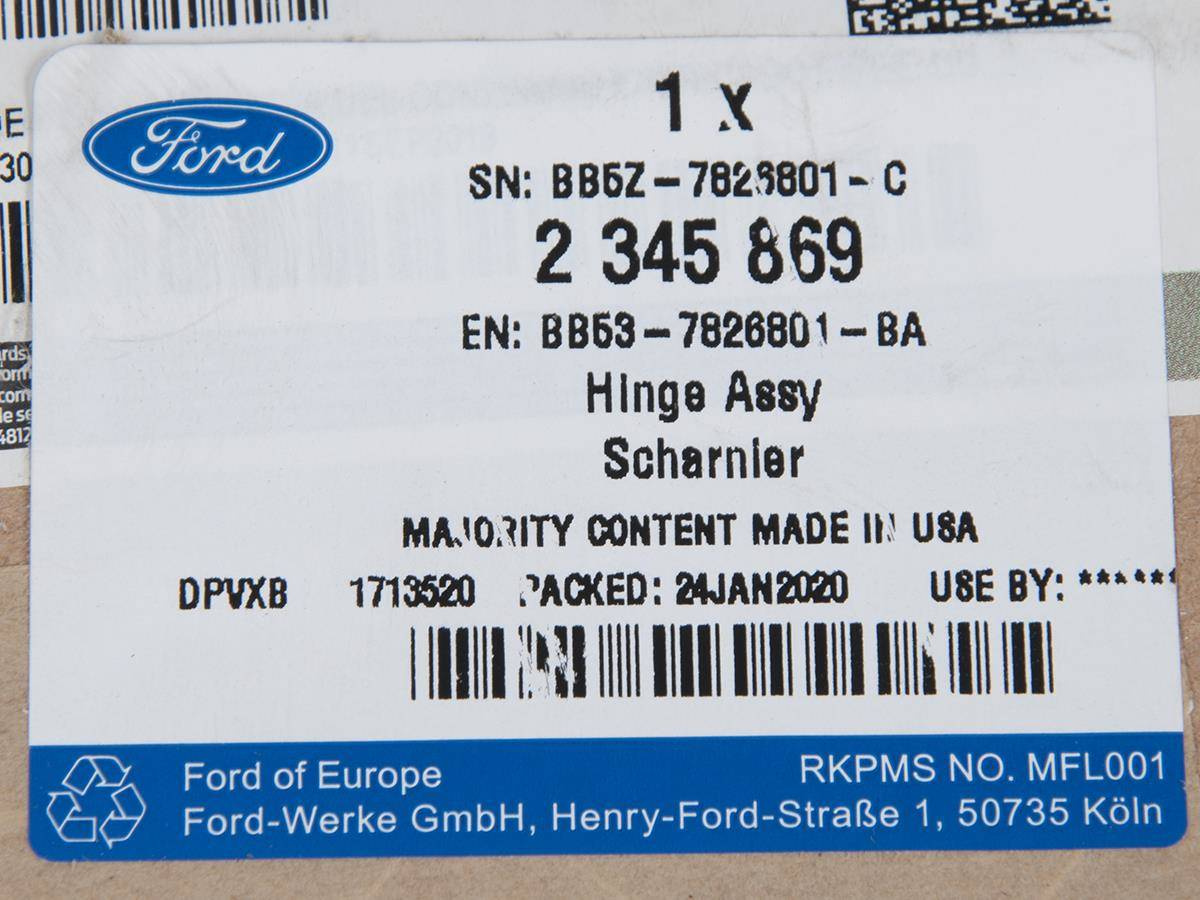 Ford
1 x
SN: BB5Z-7826801-C
2 345 869
EN: BB53-7826801-BA
Hinge Assy
Scharnier
MAJORITY CONTENT MADE IN USA
DPVXB 1713520 PACKED: 24JAN2020 USE BY: ******
Ford of Europe
RKPMS NO. MFL001
Ford-Werke GmbH, Henry-Ford-Straße 1, 50735 Köln
30
4812